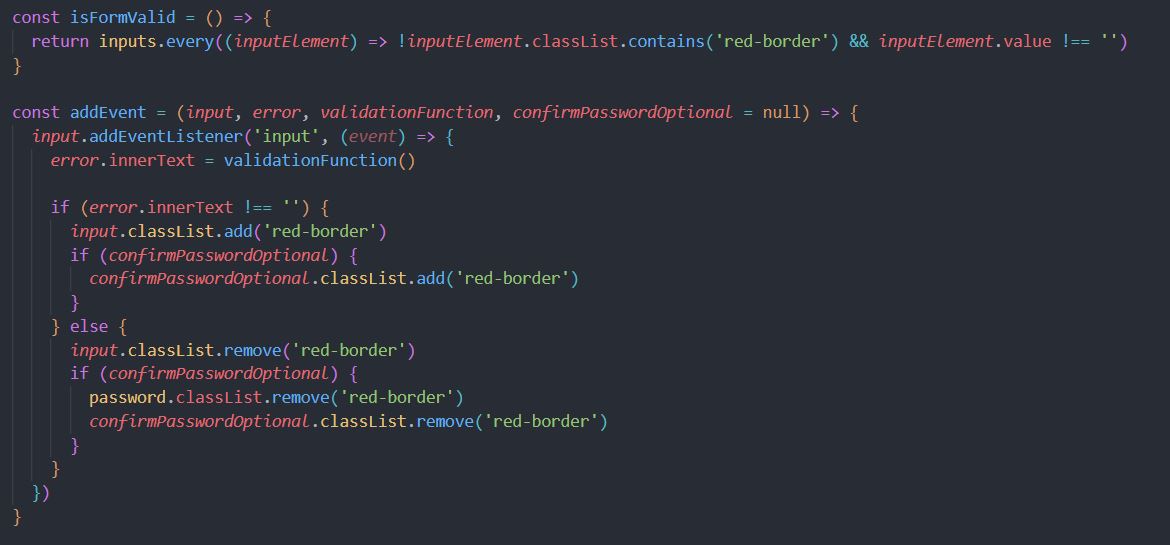 const isFormValid = () => {
  return inputs.every((inputElement) => !inputElement.classList.contains('red-border') && inputElement.value !== '')
}

const addEvent = (input, error, validationFunction, confirmPasswordOptional = null) => {
  input.addEventListener('input', (event) => {
    error.innerText = validationFunction()

    if (error.innerText !== '') {
      input.classList.add('red-border')
      if (confirmPasswordOptional) {
        confirmPasswordOptional.classList.add('red-border')
      }
    } else {
      input.classList.remove('red-border')
      if (confirmPasswordOptional) {
        password.classList.remove('red-border')
        confirmPasswordOptional.classList.remove('red-border')
      }
    }
  })
}